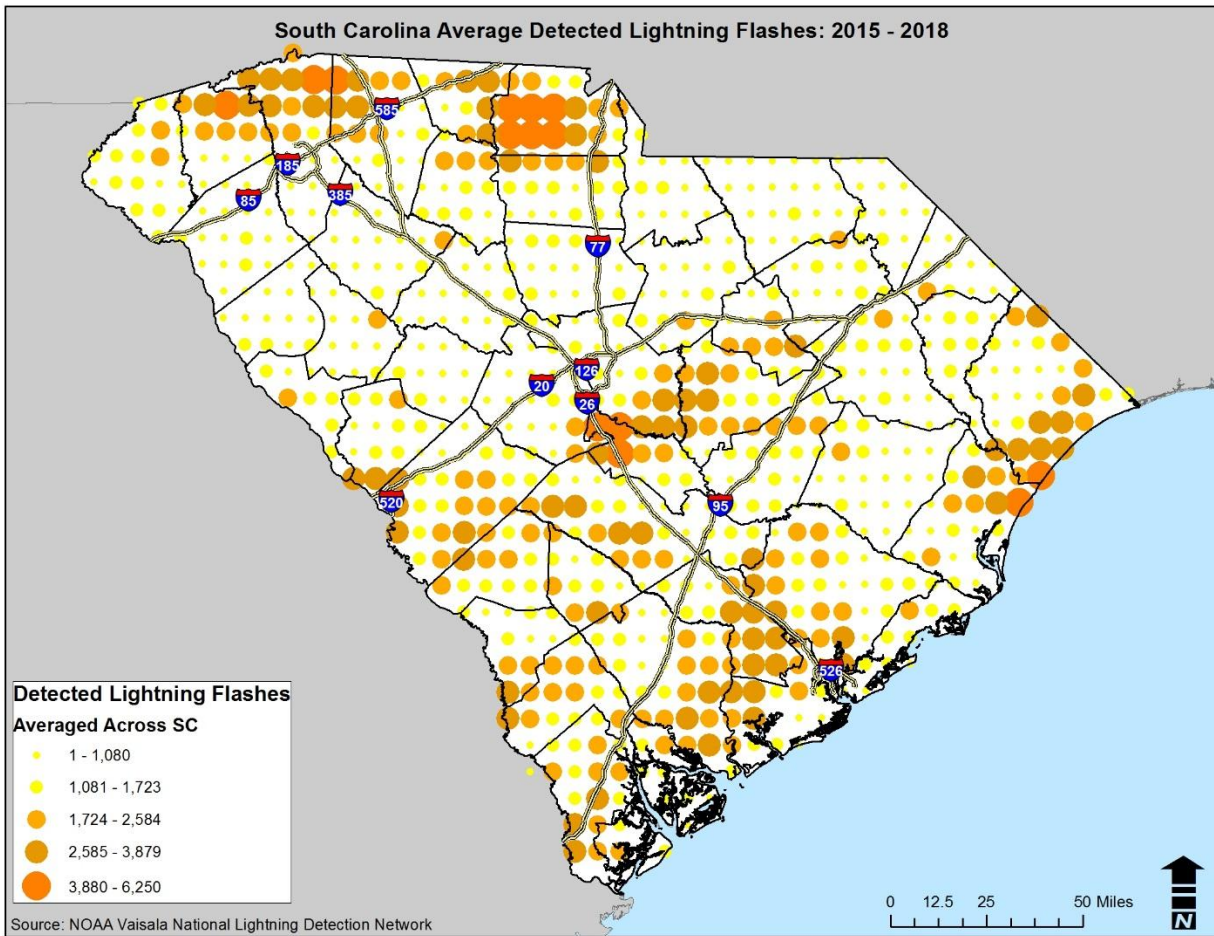 South Carolina Average Detected Lightning Flashes: 2015 - 2018
585
185
85
385
77
126
20
26
520
95
526
Detected Lightning Flashes
Averaged Across SC
1 - 1,080
1,081 - 1,723
1,724 - 2,584
2,585 - 3,879
3,880 - 6,250
0 12.5 25 50 Miles
N
Source: NOAA Vaisala National Lightning Detection Network